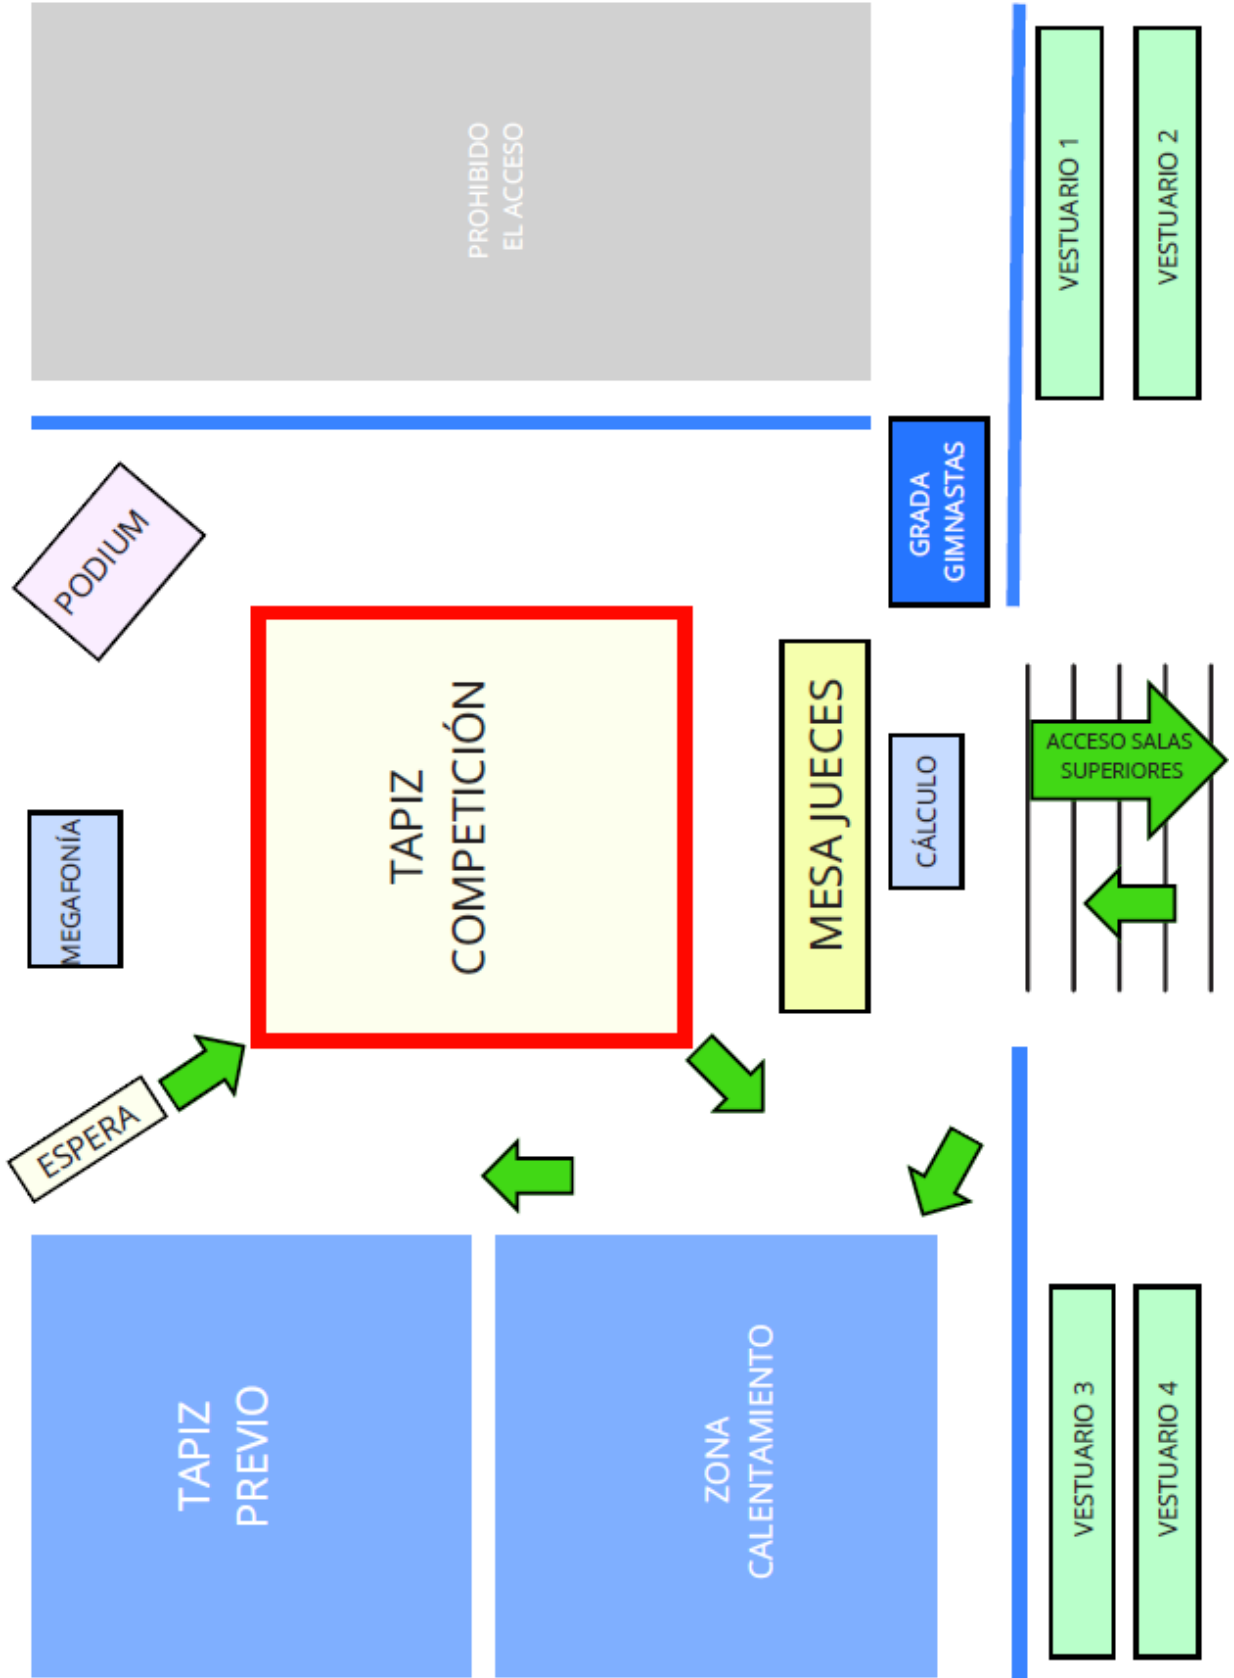 PROHIBIDO
EL ACCESO
VESTUARIO 1
VESTUARIO 2
PODIUM
GRADA
GIMNASTAS
TAPIZ
COMPETICIÓN
MESA JUECES
CÁLCULO
ACCESO SALAS
SUPERIORES
MEGAFONÍA
ESPERA
TAPIZ
PREVIO
ZONA
CALENTAMIENTO
VESTUARIO 3
VESTUARIO 4